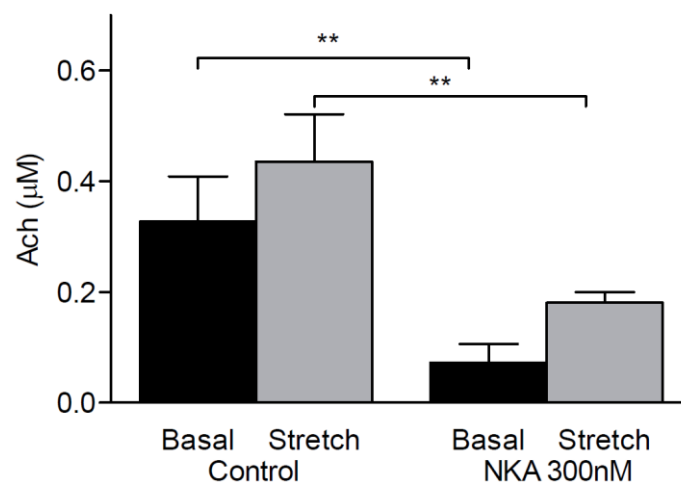 **
0.6
**
0.4
Ach (μM)
0.2
0.0
Basal Stretch Basal Stretch
Control NKA 300nM